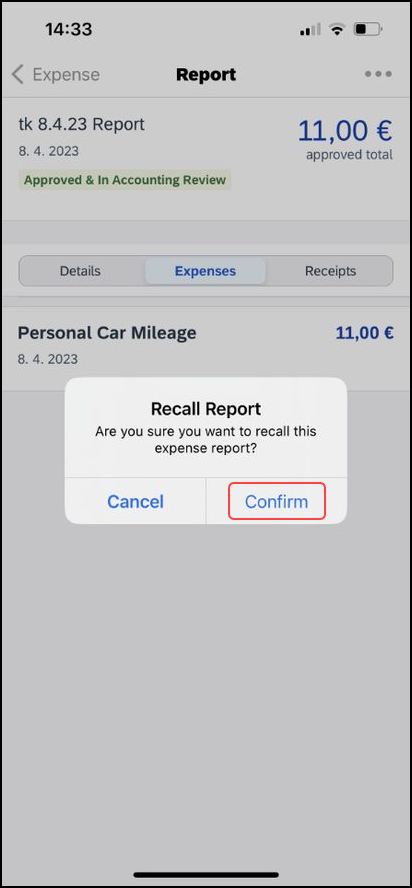 14:33
Expense
Report
tk 8.4.23 Report
11,00 €
8. 4. 2023
approved total
Approved & In Accounting Review
Details
Expenses
Receipts
Personal Car Mileage
11,00 €
8. 4. 2023
Recall Report
Are you sure you want to recall this
expense report?
Cancel
Confirm